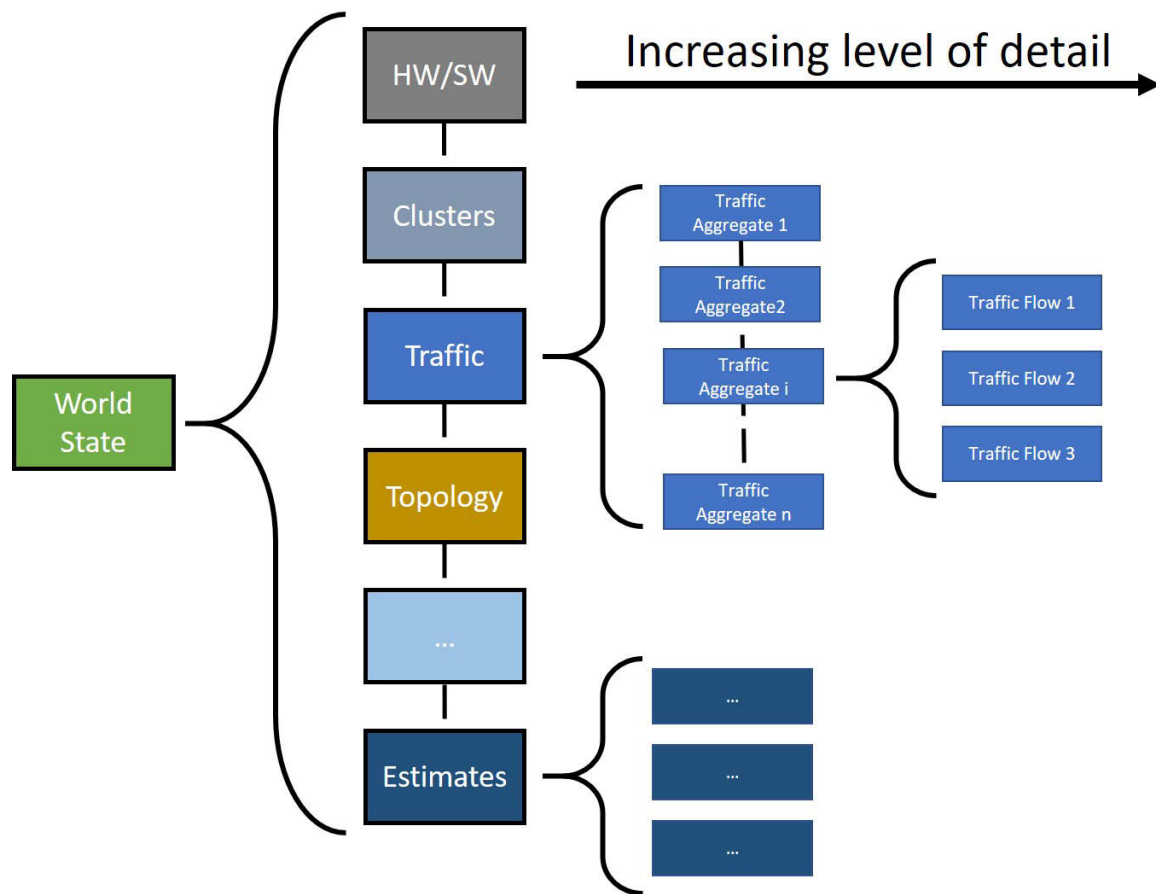 Increasing level of detail
HW/SW
Clusters
Traffic
Topology
...
Estimates
World
State
Traffic
Aggregate 1
Traffic
Aggregate2
Traffic
Aggregate i
Traffic
Aggregate n
Traffic Flow 1
Traffic Flow 2
Traffic Flow 3
...
...
...